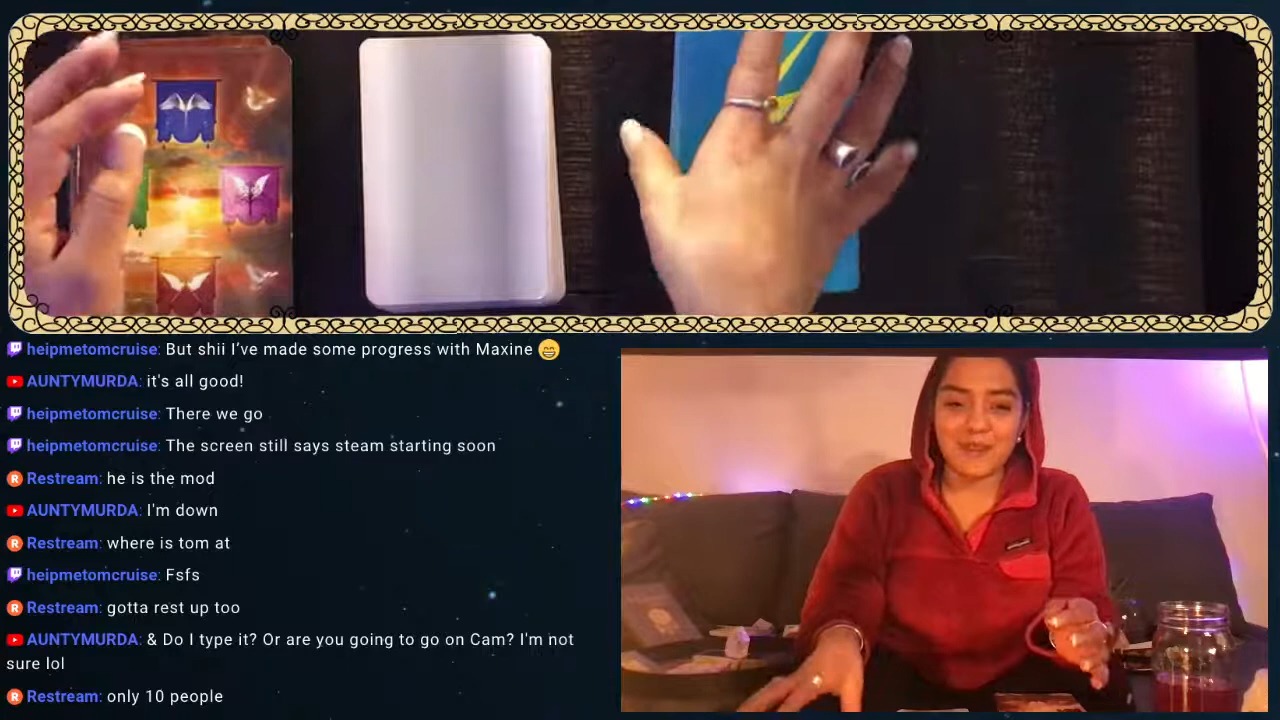 heipmetomcruise: But shii I've made some progress with Maxine 😁
AUNTYMURDA: it's all good!
heipmetomcruise: There we go
heipmetomcruise: The screen still says steam starting soon
Restream: he is the mod
AUNTYMURDA: I'm down
Restream: where is tom at
heipmetomcruise: Fsfs
Restream: gotta rest up too
AUNTYMURDA: & Do I type it? Or are you going to go on Cam? I'm not
sure lol
Restream: only 10 people